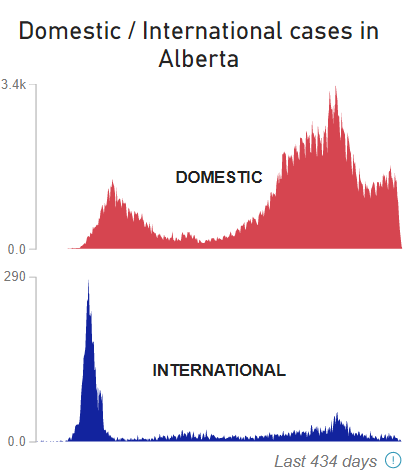 Domestic / International cases in
Alberta
3.4k
DOMESTIC
0.0
290
INTERNATIONAL
0.0
Last 434 days